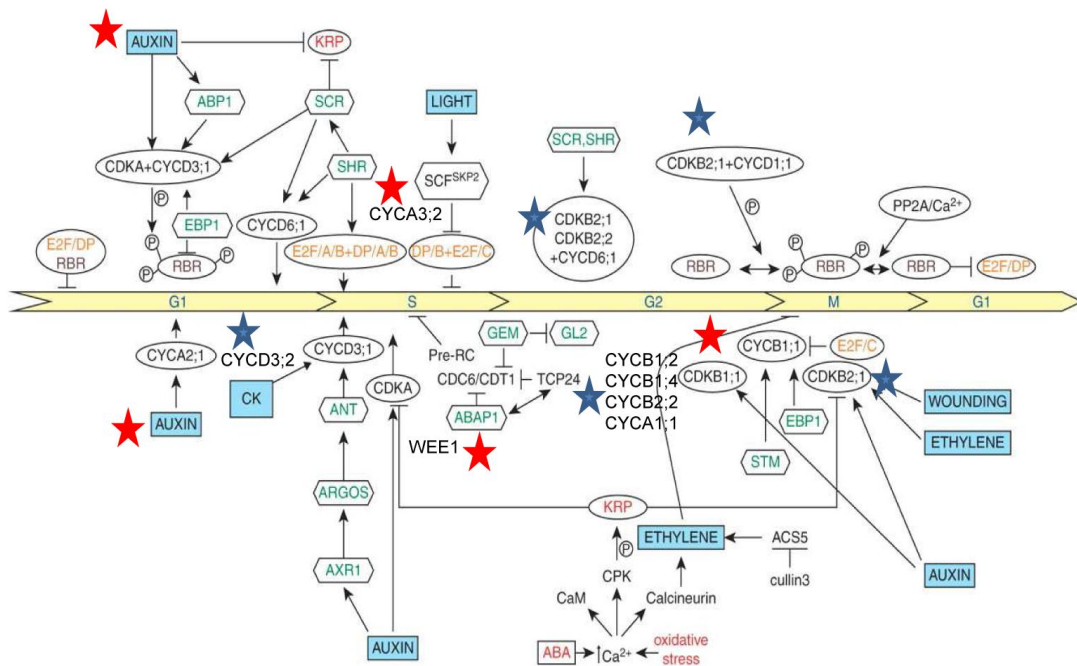 AUXIN
KRP
ABP1
SCR
LIGHT
SCR,SHR
CDKB2;1+CYCD1;1
CDKA+CYCD3;1
SHR
SCF^SKP2
CYCA3;2
P
CDKB2;1
CDKB2;2
+CYCD6;1
P
PP2A/Ca²⁺
EBP1
CYCD6;1
E2F/DP
RBR
P
P
RBR
P
E2F/A/B+DP/A/B
DP/B+E2F/C
RBR
P
P
RBR
P
RBR
E2F/DP
G1
S
G2
M
G1
CYCA2;1
CYCD3;2
CYCD3;1
Pre-RC
GEM
GL2
CYCB1;1
E2F/C
CK
CDKA
CDC6/CDT1
TCP24
CYCB1;2
CYCB1;4
CYCB2;2
CYCA1;1
CDKB1;1
CDKB2;1
AUXIN
ANT
ABAP1
WEE1
EBP1
WOUNDING
STM
ETHYLENE
ARGOS
KRP
P
ETHYLENE
ACS5
AXR1
CPK
cullin3
AUXIN
CaM
Calcineurin
AUXIN
ABA
↑Ca²⁺
oxidative
stress